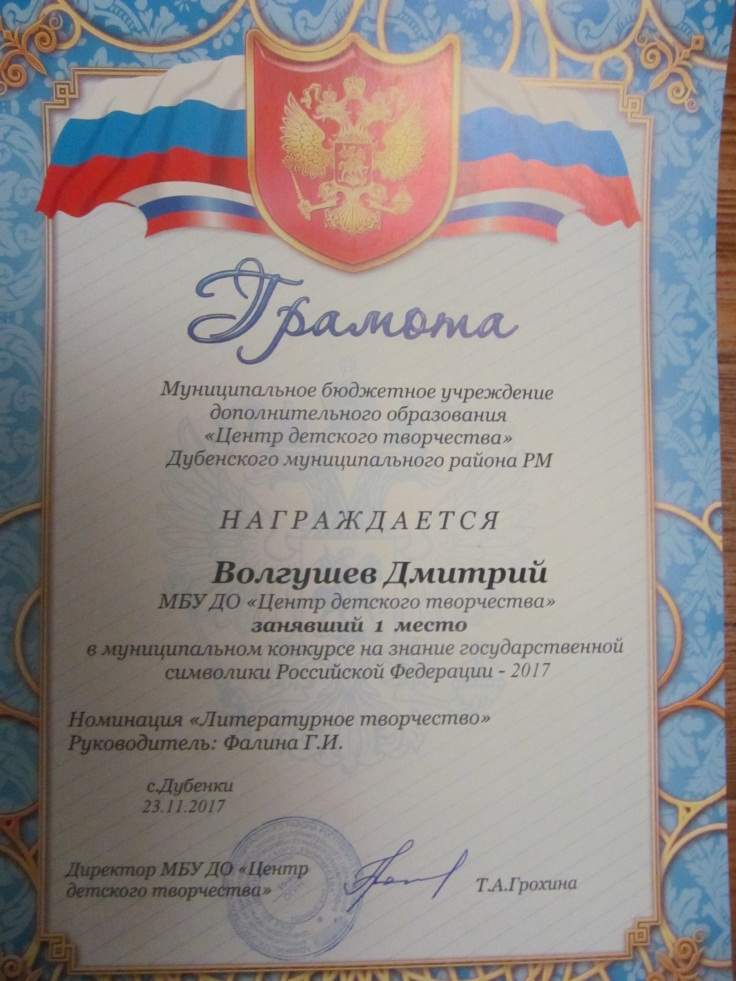 Грамота
Муниципальное бюджетное учреждение
дополнительного образования
«Центр детского творчества»
Дубенского муниципального района РМ
НАГРАЖДАЕТСЯ
Волгушев Дмитрий
МБУ ДО «Центр детского творчества»
занявший 1 место
в муниципальном конкурсе на знание государственной
символики Российской Федерации - 2017
Номинация «Литературное творчество»
Руководитель: Фалина Г.И.
с.Дубенки
23.11.2017
Директор МБУ ДО «Центр
детского творчества»
Т.А.Грохина